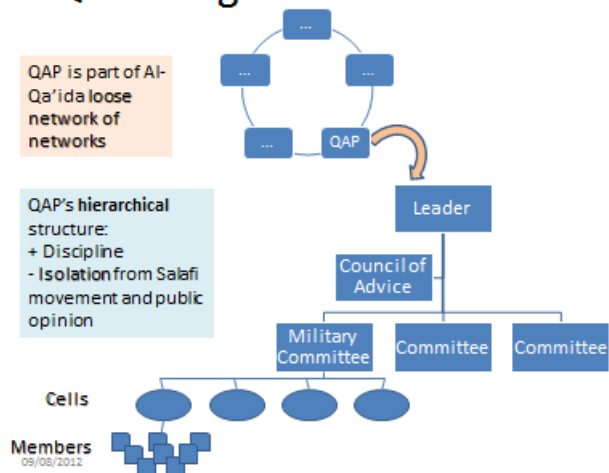 ...
... ...
... QAP
QAP is part of Al-
Qa'ida loose
network of
networks
Leader
QAP's hierarchical
structure:
+ Discipline
- Isolation from Salafi
movement and public
opinion
Council of
Advice
Military
Committee
Committee
Committee
Cells
Members
09/08/2012